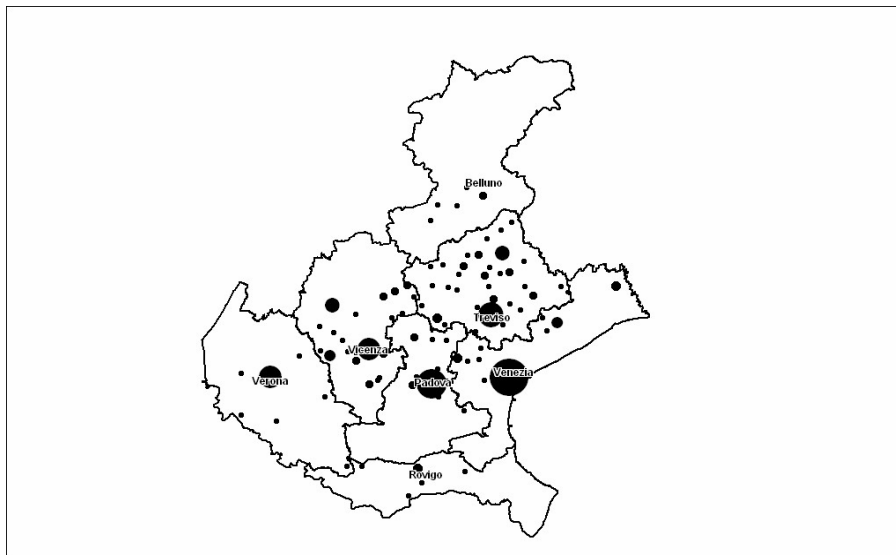 Belluno
Treviso
Vicenza
Venezia
Verona
Padova
Rovigo